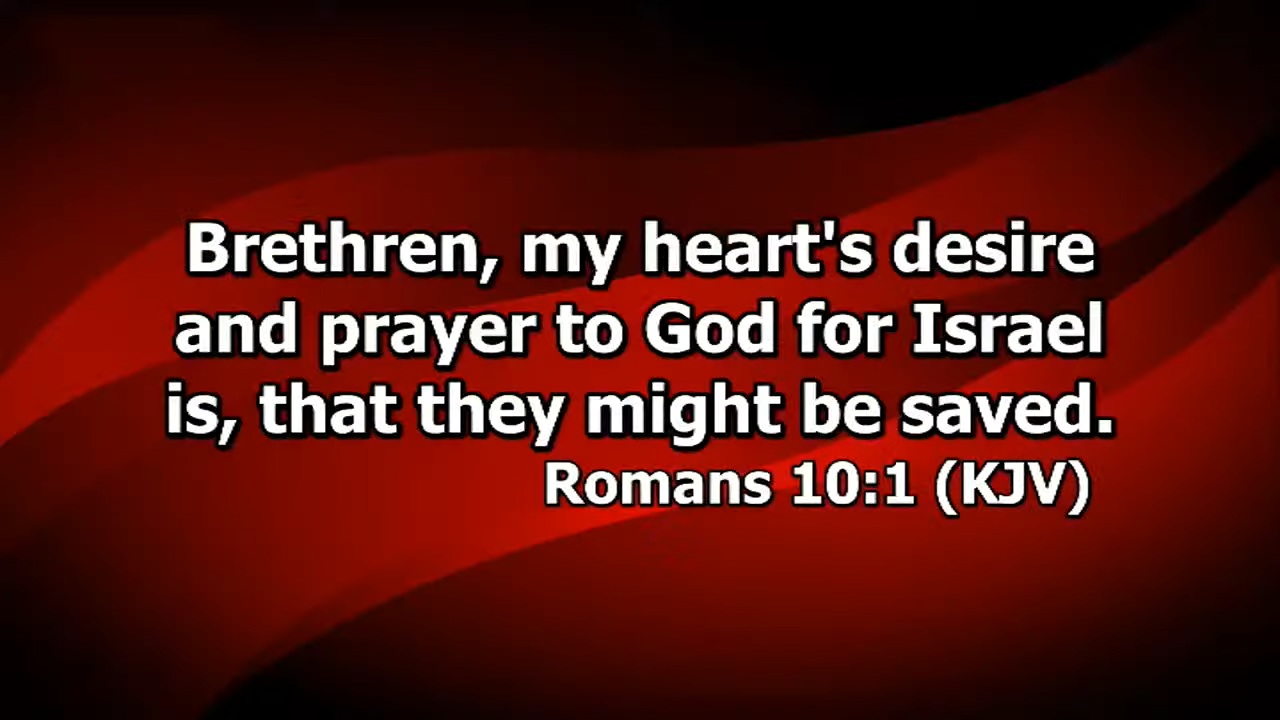 Brethren, my heart's desire
and prayer to God for Israel
is, that they might be saved.
Romans 10:1 (KJV)